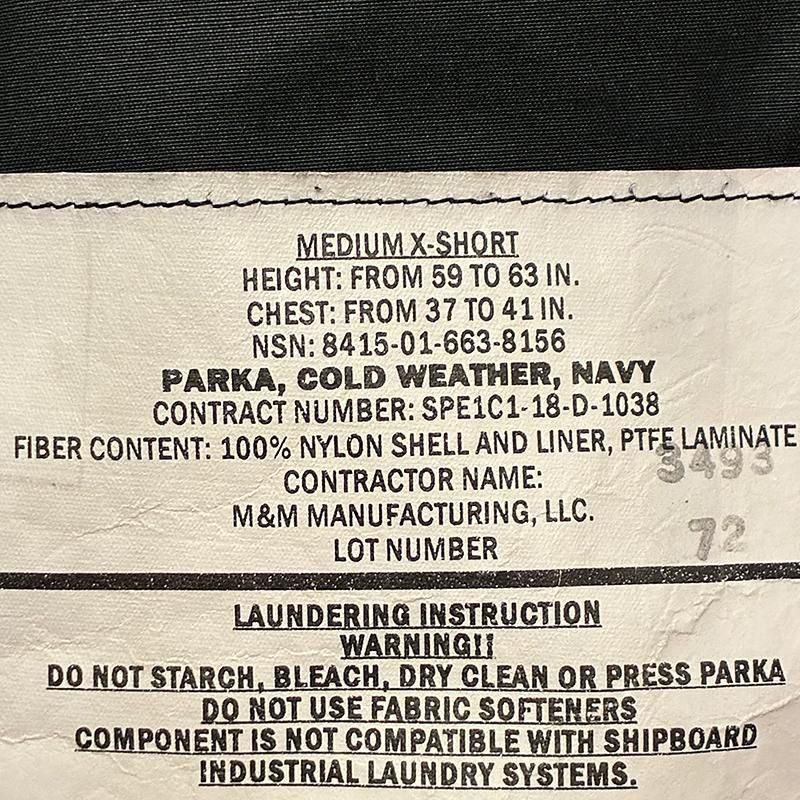 MEDIUM X-SHORT
HEIGHT: FROM 59 TO 63 IN.
CHEST: FROM 37 TO 41 IN.
NSN: 8415-01-663-8156
PARKA, COLD WEATHER, NAVY
CONTRACT NUMBER: SPE1C1-18-D-1038
FIBER CONTENT: 100% NYLON SHELL AND LINER, PTFE LAMINATE
3493
CONTRACTOR NAME:
M&M MANUFACTURING, LLC.
72
LOT NUMBER
LAUNDERING INSTRUCTION
WARNING!!
DO NOT STARCH, BLEACH, DRY CLEAN OR PRESS PARKA
DO NOT USE FABRIC SOFTENERS
COMPONENT IS NOT COMPATIBLE WITH SHIPBOARD
INDUSTRIAL LAUNDRY SYSTEMS.